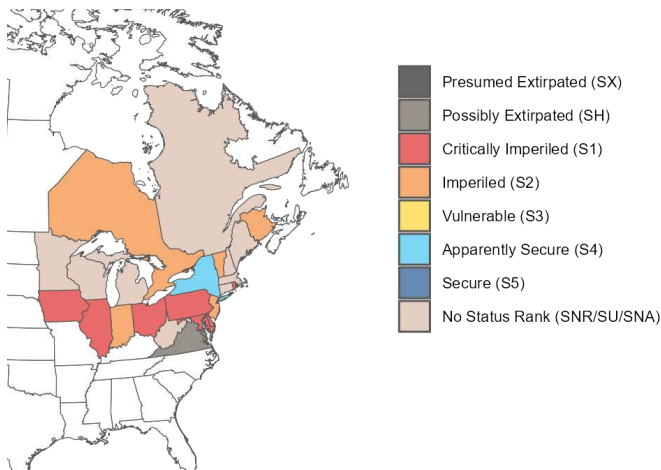 Presumed Extirpated (SX)
Possibly Extirpated (SH)
Critically Imperiled (S1)
Imperiled (S2)
Vulnerable (S3)
Apparently Secure (S4)
Secure (S5)
No Status Rank (SNR/SU/SNA)